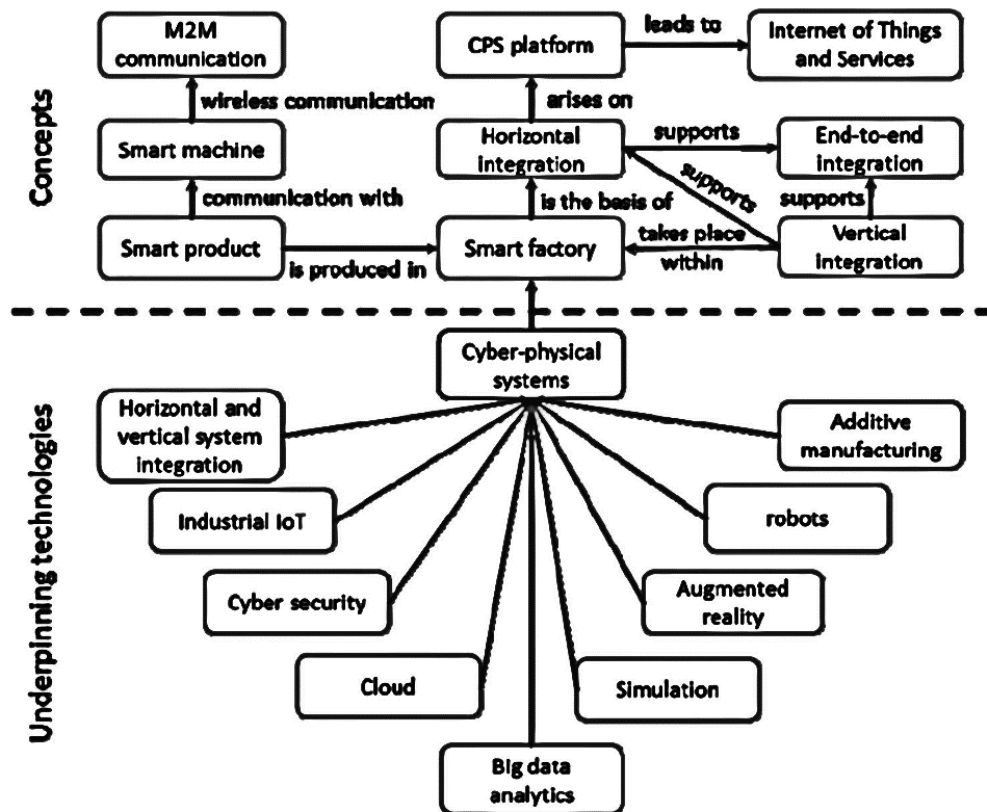 M2M
communication
CPS platform
leads to
Internet of Things
and Services
wireless communication
arises on
Smart machine
Horizontal
integration
supports
End-to-end
integration
communication with
is the basis of
supports
supports
Smart product
is produced in
Smart factory
takes place
within
Vertical
integration
Concepts
Cyber-physical
systems
Horizontal and
vertical system
integration
Additive
manufacturing
Industrial IoT
robots
Cyber security
Augmented
reality
Cloud
Simulation
Big data
analytics
Underpinning technologies